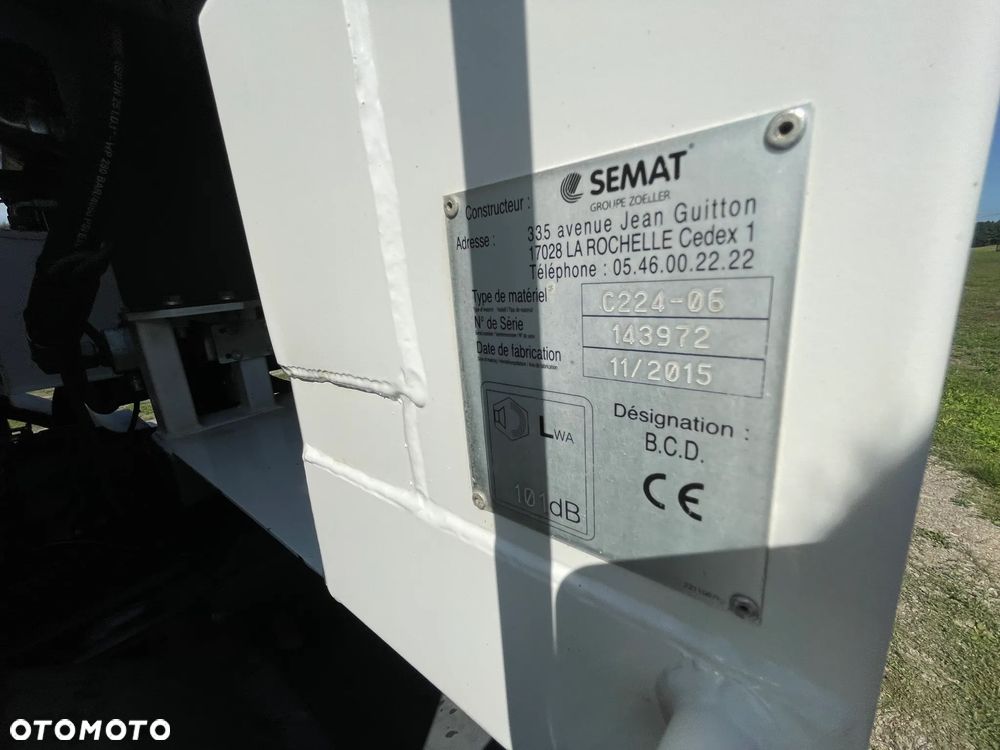 SEMAT
GROUPE ZOELLER
Constructeur :
Adresse :
335 avenue Jean Guitton
17028 LA ROCHELLE Cedex 1
Téléphone : 05.46.00.22.22
Type de matériel C224-06
N° de Série 143972
Date de fabrication 11/2015
LWA
101dB
Désignation :
B.C.D.
CE
OTOMOTO